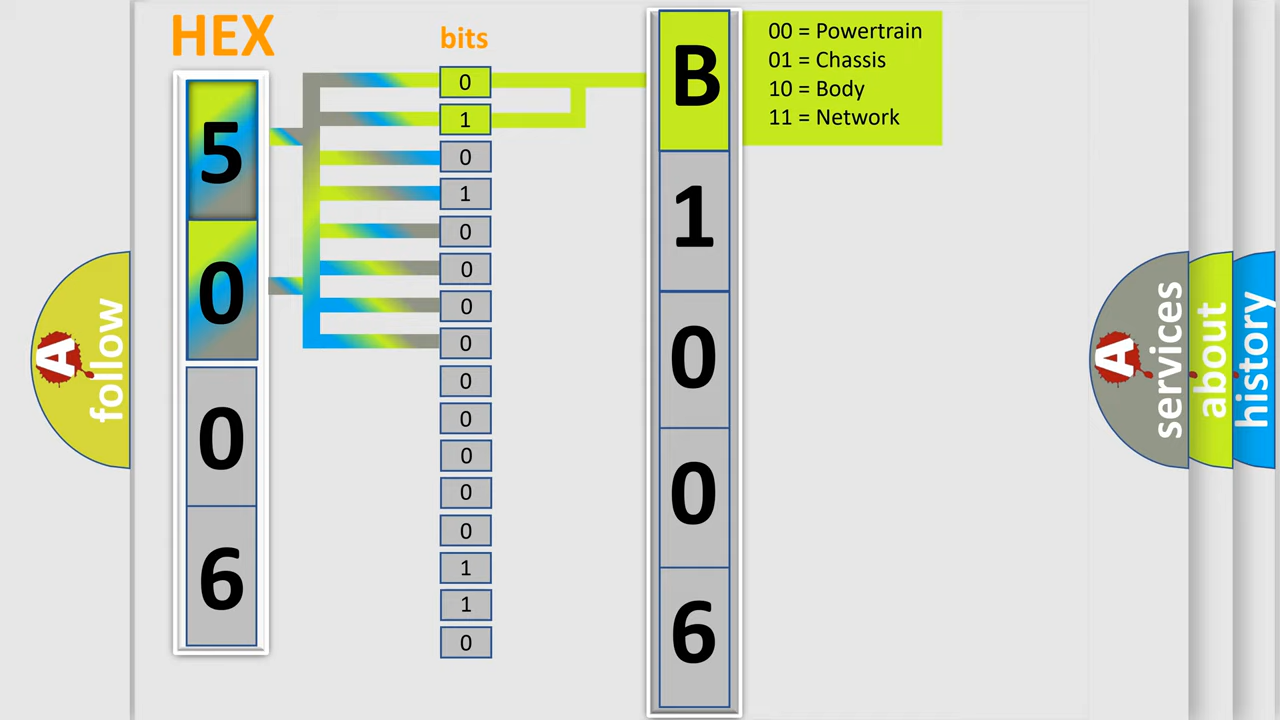 HEX
bits
5
0
0
6
0
1
0
1
0
0
0
0
0
0
0
0
0
1
1
0
B
1
0
0
6
00 = Powertrain
01 = Chassis
10 = Body
11 = Network
A
follow
A
services
about
history